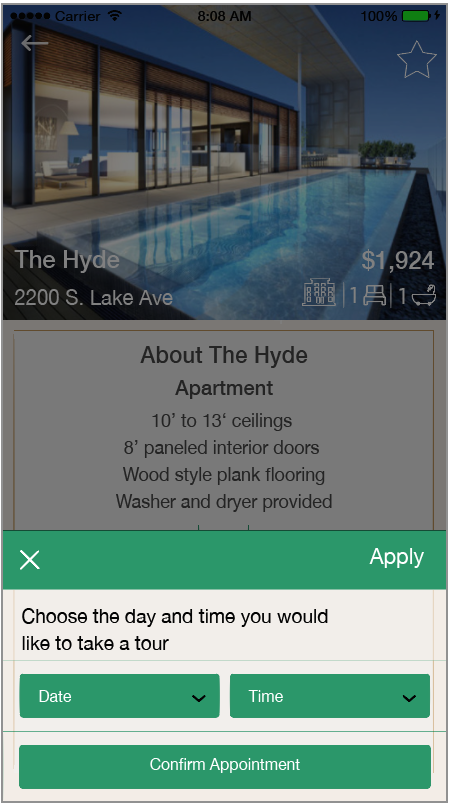 Carrier 8:08 AM 100%
The Hyde $1,924
2200 S. Lake Ave 1 1
About The Hyde
Apartment
10’ to 13‘ ceilings
8’ paneled interior doors
Wood style plank flooring
Washer and dryer provided
Apply
Choose the day and time you would
like to take a tour
Date Time
Confirm Appointment